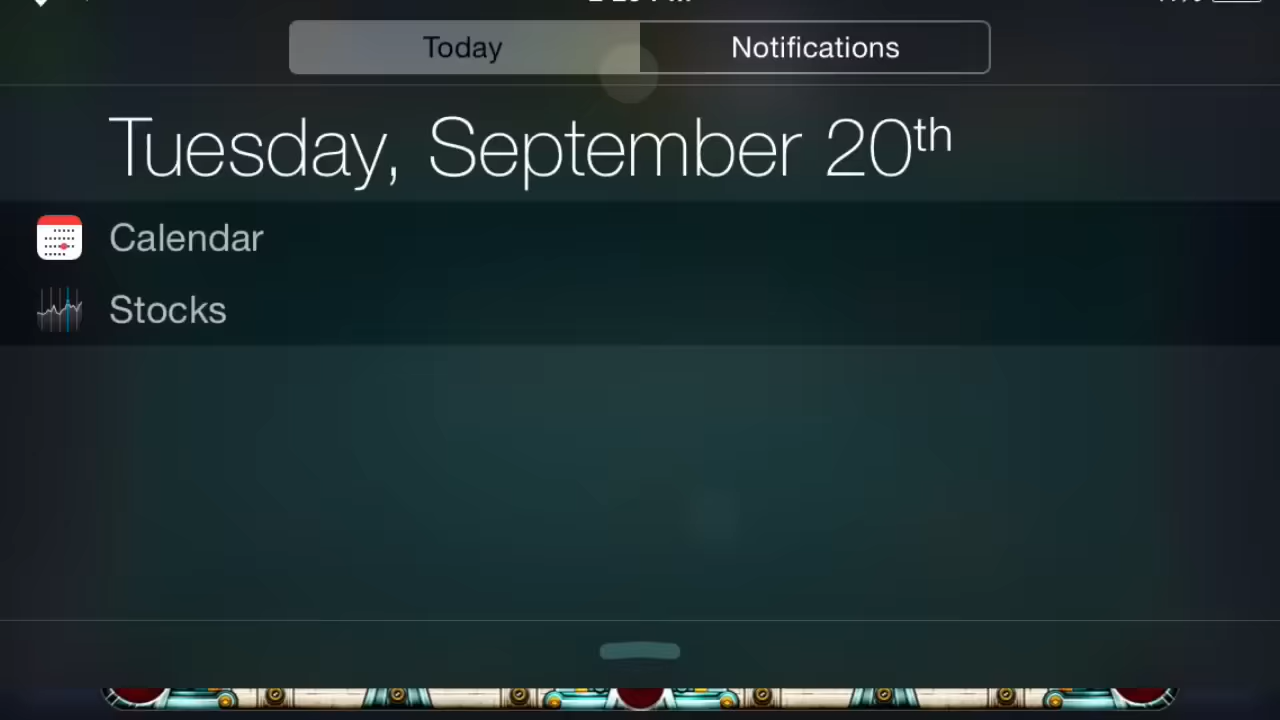 Today
Notifications
Tuesday, September 20th
Calendar
Stocks